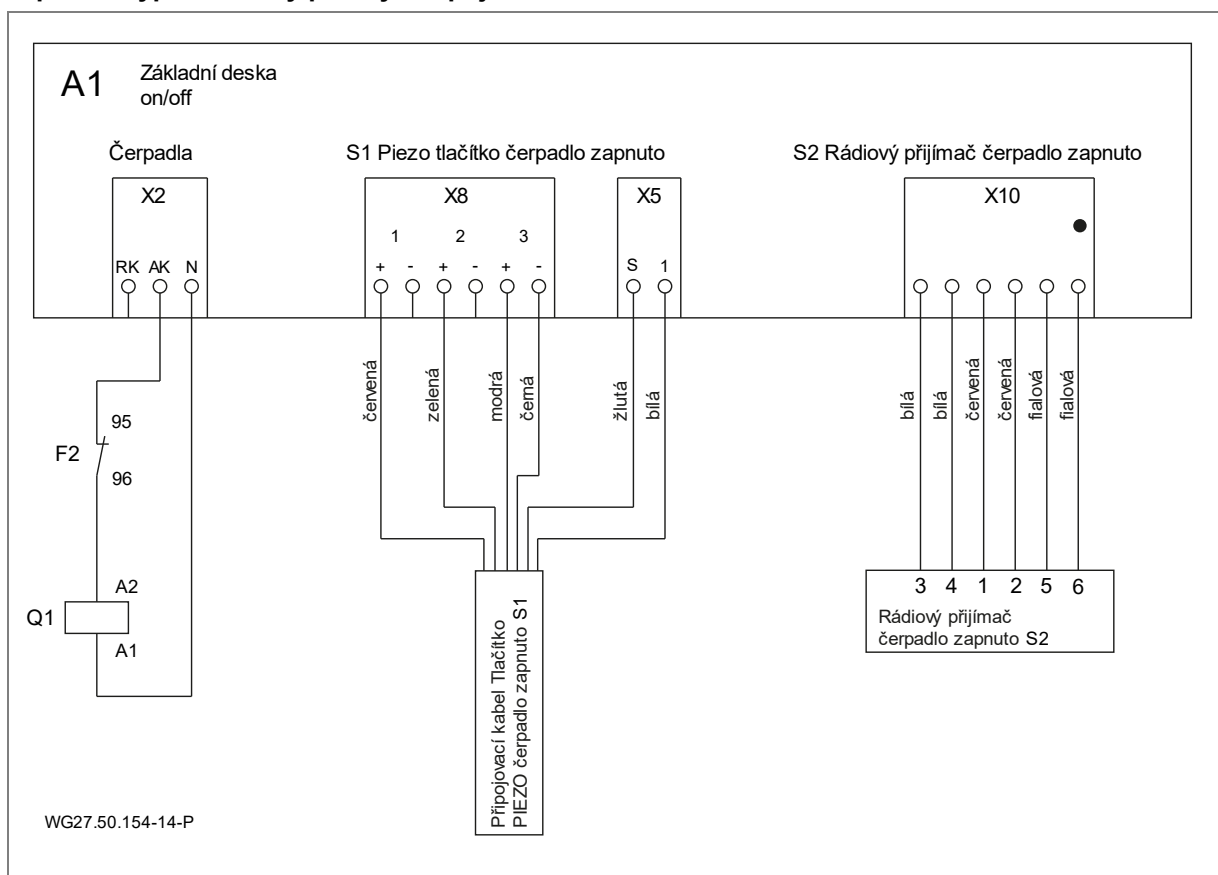 A1
Základní deska
on/off
Čerpadla
S1 Piezo tlačítko čerpadlo zapnuto
S2 Rádiový přijímač čerpadlo zapnuto
X2
X8
X5
X10
1 2 3
RK AK N
+ - + - + -
S 1
červená
zelená
modrá
černá
žlutá
bílá
bílá
bílá
červená
červená
fialová
fialová
95
F2
96
A2
Q1
A1
Připojovací kabel Tlačítko
PIEZO čerpadlo zapnuto S1
3 4 1 2 5 6
Rádiový přijímač
čerpadlo zapnuto S2
WG27.50.154-14-P